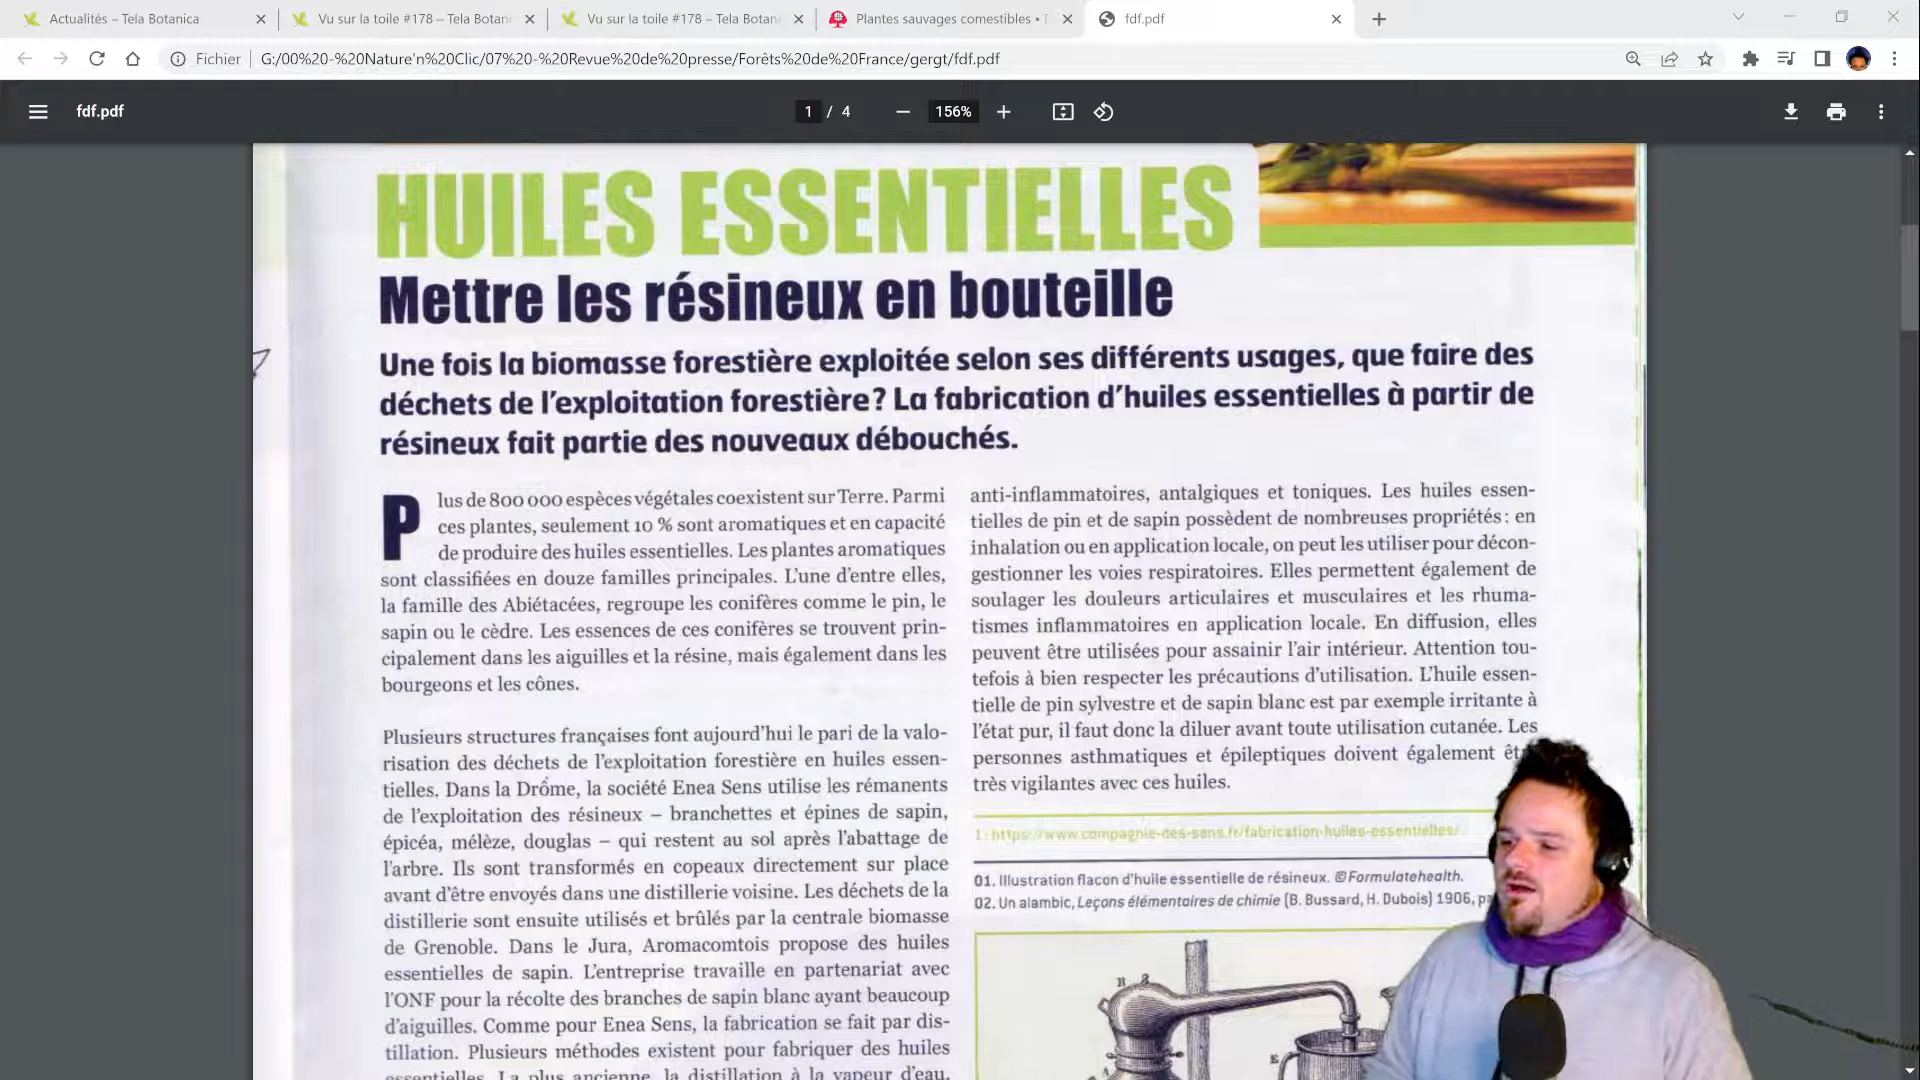 Actualités – Tela Botanica
Vu sur la toile #178 – Tela Botan
Vu sur la toile #178 – Tela Botan
Plantes sauvages comestibles •
fdf.pdf
Fichier
G:/00%20-%20Nature'n%20Clic/07%20-%20Revue%20de%20presse/Forêts%20de%20France/gergt/fdf.pdf
fdf.pdf
1 / 4
156%
HUILES ESSENTIELLES
Mettre les résineux en bouteille
Une fois la biomasse forestière exploitée selon ses différents usages, que faire des
déchets de l'exploitation forestière? La fabrication d'huiles essentielles à partir de
résineux fait partie des nouveaux débouchés.
Plus de 800 000 espèces végétales coexistent sur Terre. Parmi
ces plantes, seulement 10 % sont aromatiques et en capacité
de produire des huiles essentielles. Les plantes aromatiques
sont classifiées en douze familles principales. L'une d'entre elles,
la famille des Abiétacées, regroupe les conifères comme le pin, le
sapin ou le cèdre. Les essences de ces conifères se trouvent prin-
cipalement dans les aiguilles et la résine, mais également dans les
bourgeons et les cônes.
Plusieurs structures françaises font aujourd'hui le pari de la valo-
risation des déchets de l'exploitation forestière en huiles essen-
tielles. Dans la Drôme, la société Enea Sens utilise les rémanents
de l'exploitation des résineux – branchettes et épines de sapin,
épicéa, mélèze, douglas – qui restent au sol après l'abattage de
l'arbre. Ils sont transformés en copeaux directement sur place
avant d'être envoyés dans une distillerie voisine. Les déchets de la
distillerie sont ensuite utilisés et brûlés par la centrale biomasse
de Grenoble. Dans le Jura, Aromacomtois propose des huiles
essentielles de sapin. L'entreprise travaille en partenariat avec
l'ONF pour la récolte des branches de sapin blanc ayant beaucoup
d'aiguilles. Comme pour Enea Sens, la fabrication se fait par dis-
tillation. Plusieurs méthodes existent pour fabriquer des huiles
essentielles. La plus ancienne, la distillation à la vapeur d'eau,
anti-inflammatoires, antalgiques et toniques. Les huiles essen-
tielles de pin et de sapin possèdent de nombreuses propriétés : en
inhalation ou en application locale, on peut les utiliser pour décon-
gestionner les voies respiratoires. Elles permettent également de
soulager les douleurs articulaires et musculaires et les rhuma-
tismes inflammatoires en application locale. En diffusion, elles
peuvent être utilisées pour assainir l'air intérieur. Attention tou-
tefois à bien respecter les précautions d'utilisation. L'huile essen-
tielle de pin sylvestre et de sapin blanc est par exemple irritante à
l'état pur, il faut donc la diluer avant toute utilisation cutanée. Les
personnes asthmatiques et épileptiques doivent également êt
très vigilantes avec ces huiles.
1: https://www.compagnie-des-sens.fr/fabrication-huiles-essentielles/
01. Illustration flacon d'huile essentielle de résineux. ©Formulatehealth.
02. Un alambic, Leçons élémentaires de chimie (B. Bussard, H. Dubois) 1906, p
B
E